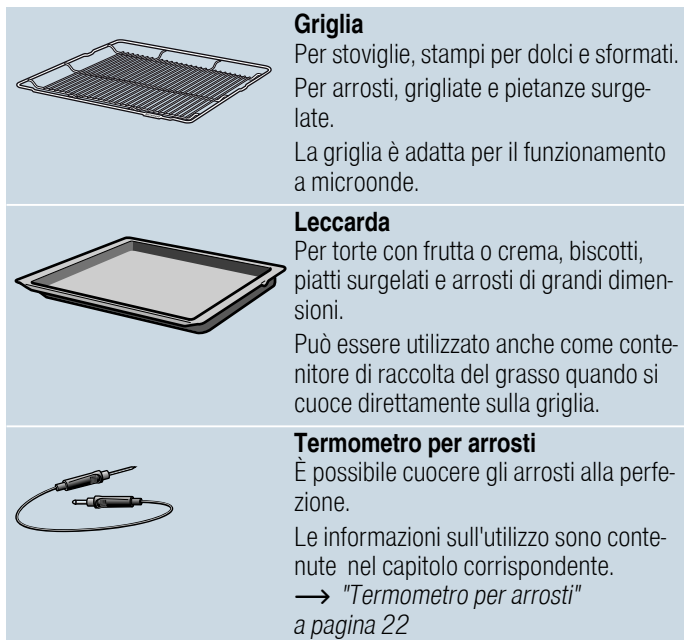 Griglia
Per stoviglie, stampi per dolci e sformati.
Per arrosti, grigliate e pietanze surge-
late.
La griglia è adatta per il funzionamento
a microonde.
Leccarda
Per torte con frutta o crema, biscotti,
piatti surgelati e arrosti di grandi dimen-
sioni.
Può essere utilizzato anche come conte-
nitore di raccolta del grasso quando si
cuoce direttamente sulla griglia.
Termometro per arrosti
È possibile cuocere gli arrosti alla perfe-
zione.
Le informazioni sull'utilizzo sono conte-
nute nel capitolo corrispondente.
→ "Termometro per arrosti"
a pagina 22